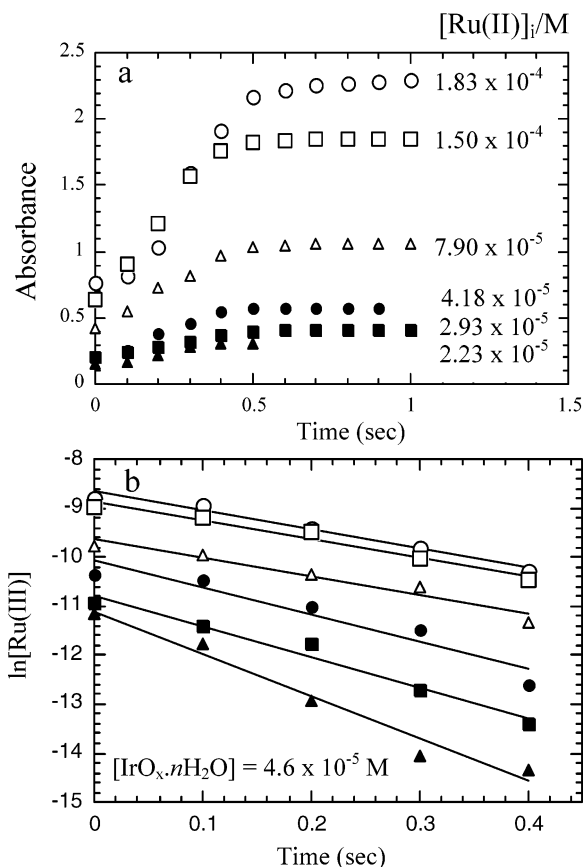 [Ru(II)]ᵢ/M
a
2.5
2
1.5
1
0.5
0
Absorbance
1.83 x 10⁻⁴
1.50 x 10⁻⁴
7.90 x 10⁻⁵
4.18 x 10⁻⁵
2.93 x 10⁻⁵
2.23 x 10⁻⁵
0 0.5 1 1.5
Time (sec)
b
-8
-9
-10
-11
-12
-13
-14
-15
ln[Ru(III)]
[IrOₓ.nH₂O] = 4.6 x 10⁻⁵ M
0 0.1 0.2 0.3 0.4
Time (sec)